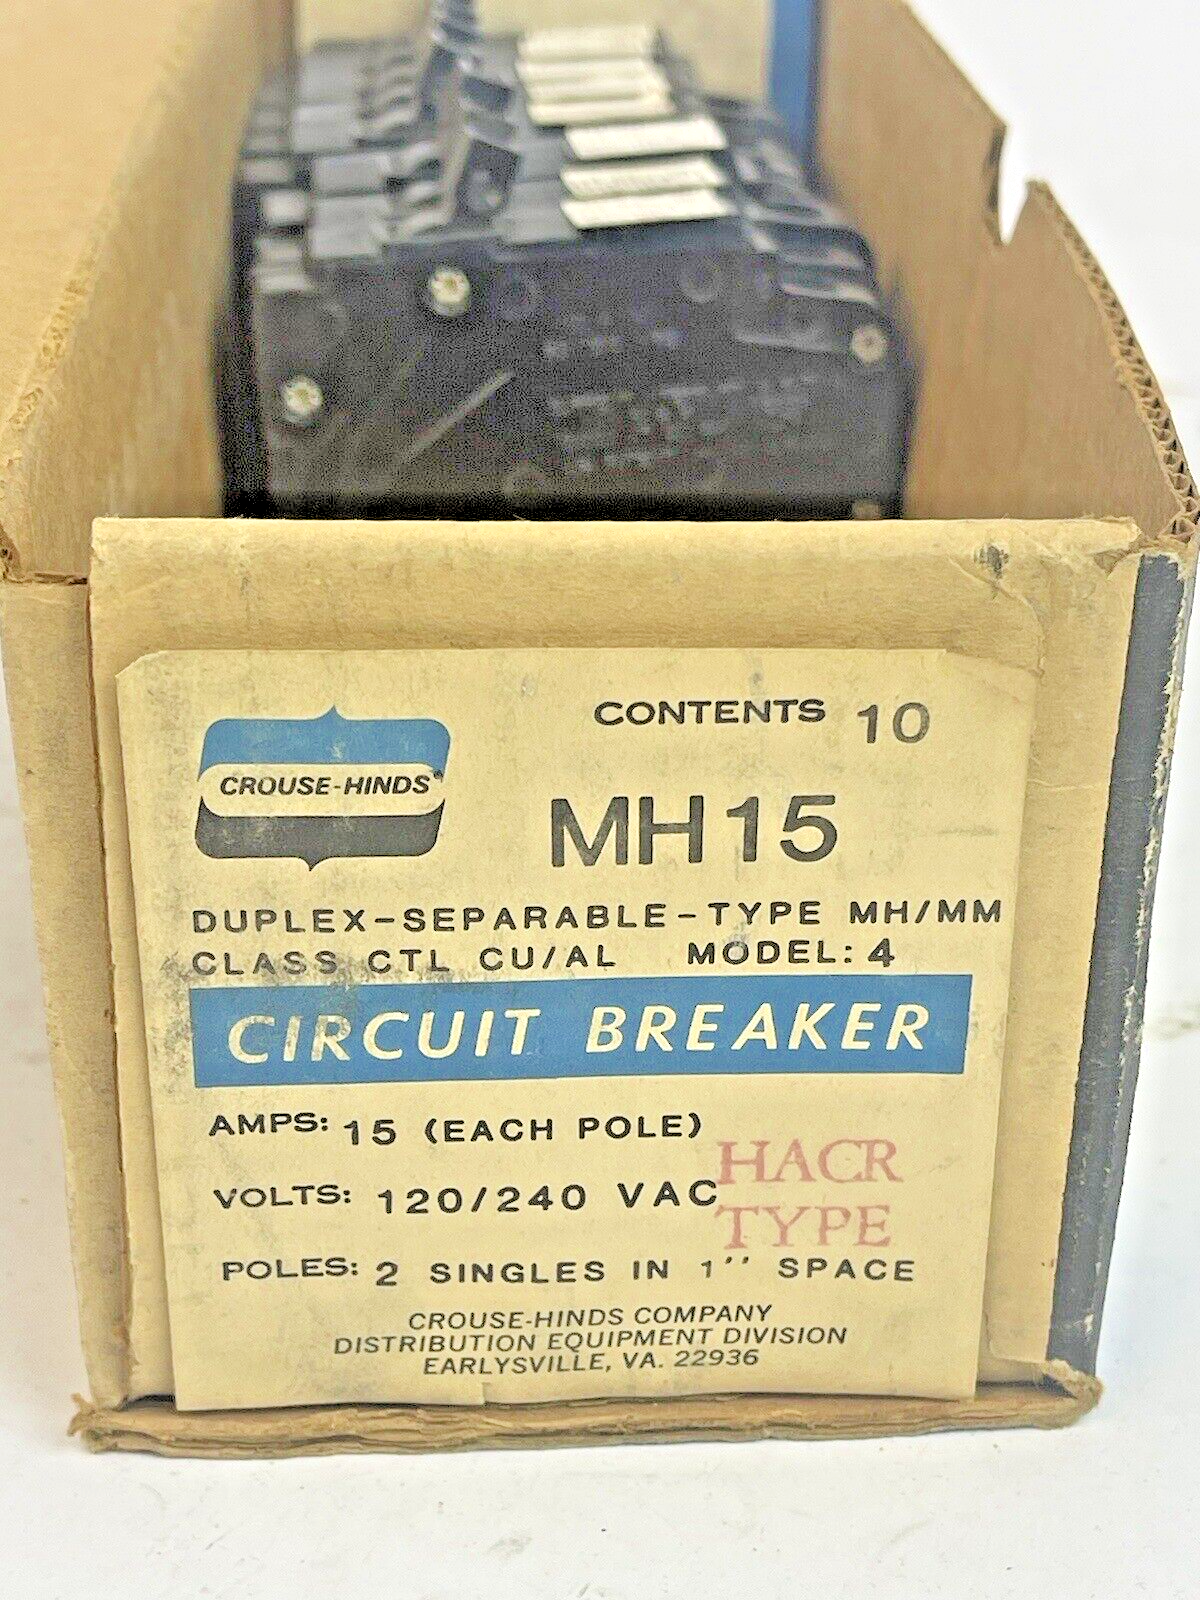 CONTENTS 10
CROUSE-HINDS®
MH15
DUPLEX-SEPARABLE-TYPE MH/MM
CLASS CTL CU/AL MODEL: 4
CIRCUIT BREAKER
AMPS: 15 (EACH POLE)
HACR
VOLTS: 120/240 VAC
TYPE
POLES: 2 SINGLES IN 1'' SPACE
CROUSE-HINDS COMPANY
DISTRIBUTION EQUIPMENT DIVISION
EARLYSVILLE, VA. 22936